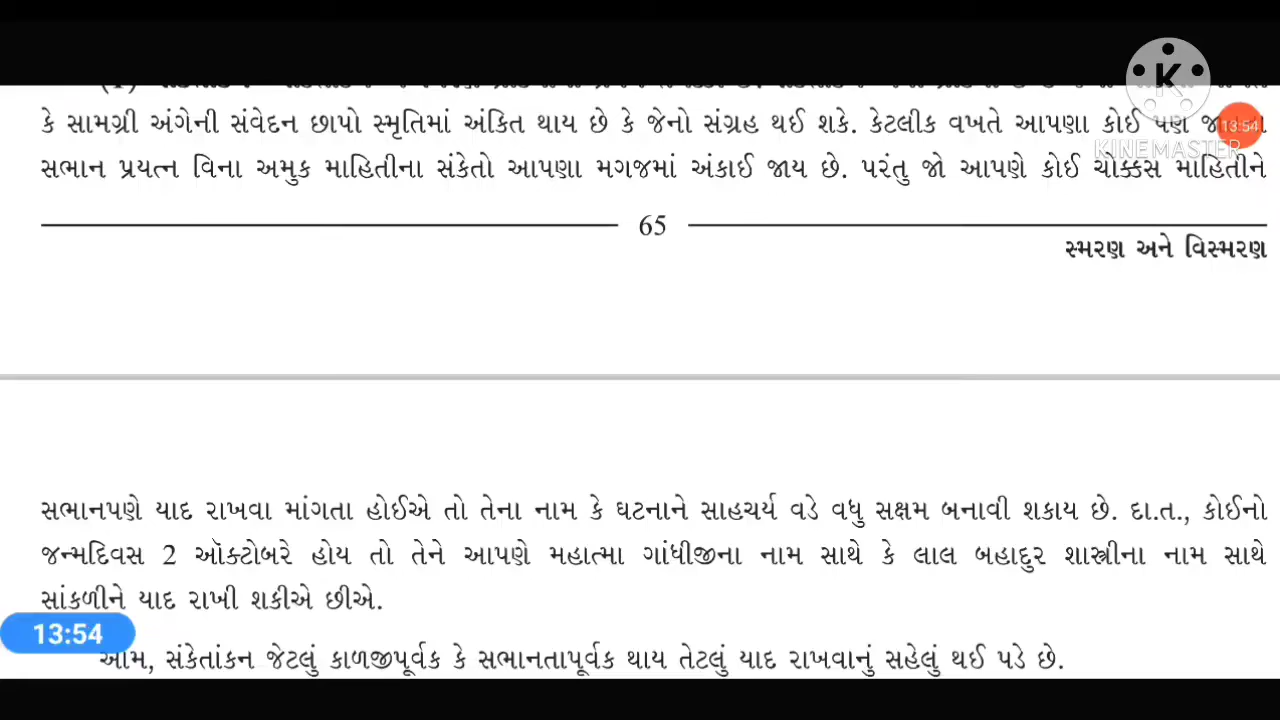 કે સામગ્રી અંગેની સંવેદન છાપો સ્મૃતિમાં અંકિત થાય છે કે જેનો સંગ્રહ થઈ શકે. કેટલીક વખતે આપણા કોઈ પણ
13:54
KINEMASTER
સભાન પ્રયત્ન વિના અમુક માહિતીના સંકેતો આપણા મગજમાં અંકાઈ જાય છે. પરંતુ જો આપણે કોઈ ચોક્કસ માહિતીને
65
સ્મરણ અને વિસ્મરણ
સભાનપણે યાદ રાખવા માંગતા હોઈએ તો તેના નામ કે ઘટનાને સાહચર્ય વડે વધુ સક્ષમ બનાવી શકાય છે. દા.ત., કોઈનો
જન્મદિવસ 2 ઑક્ટોબરે હોય તો તેને આપણે મહાત્મા ગાંધીજીના નામ સાથે કે લાલ બહાદુર શાસ્ત્રીના નામ સાથે
સાંકળીને યાદ રાખી શકીએ છીએ.
13:54
આમ, સંકેતાંકન જેટલું કાળજીપૂર્વક કે સભાનતાપૂર્વક થાય તેટલું યાદ રાખવાનું સહેલું થઈ પડે છે.